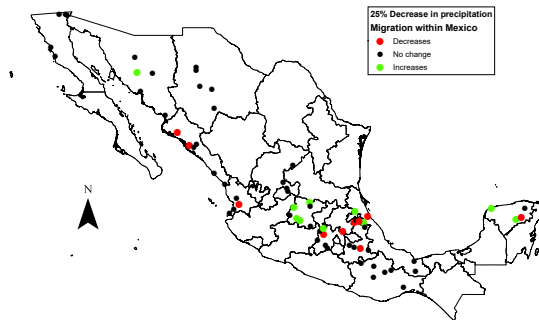 25% Decrease in precipitation
Migration within Mexico
Decreases
No change
Increases
N